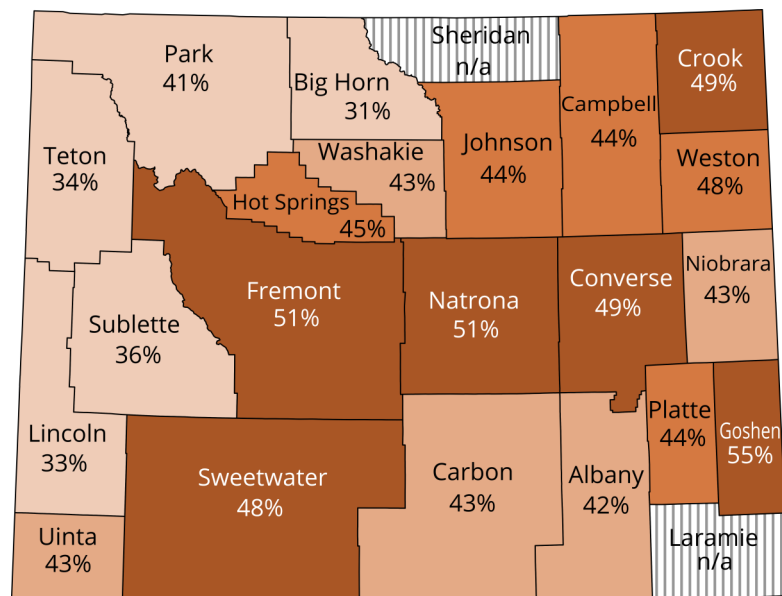 Park
41%
Big Horn
31%
Sheridan
n/a
Campbell
44%
Crook
49%
Teton
34%
Washakie
43%
Johnson
44%
Weston
48%
Hot Springs
45%
Fremont
51%
Natrona
51%
Converse
49%
Niobrara
43%
Sublette
36%
Lincoln
33%
Sweetwater
48%
Carbon
43%
Albany
42%
Platte
44%
Goshen
55%
Uinta
43%
Laramie
n/a